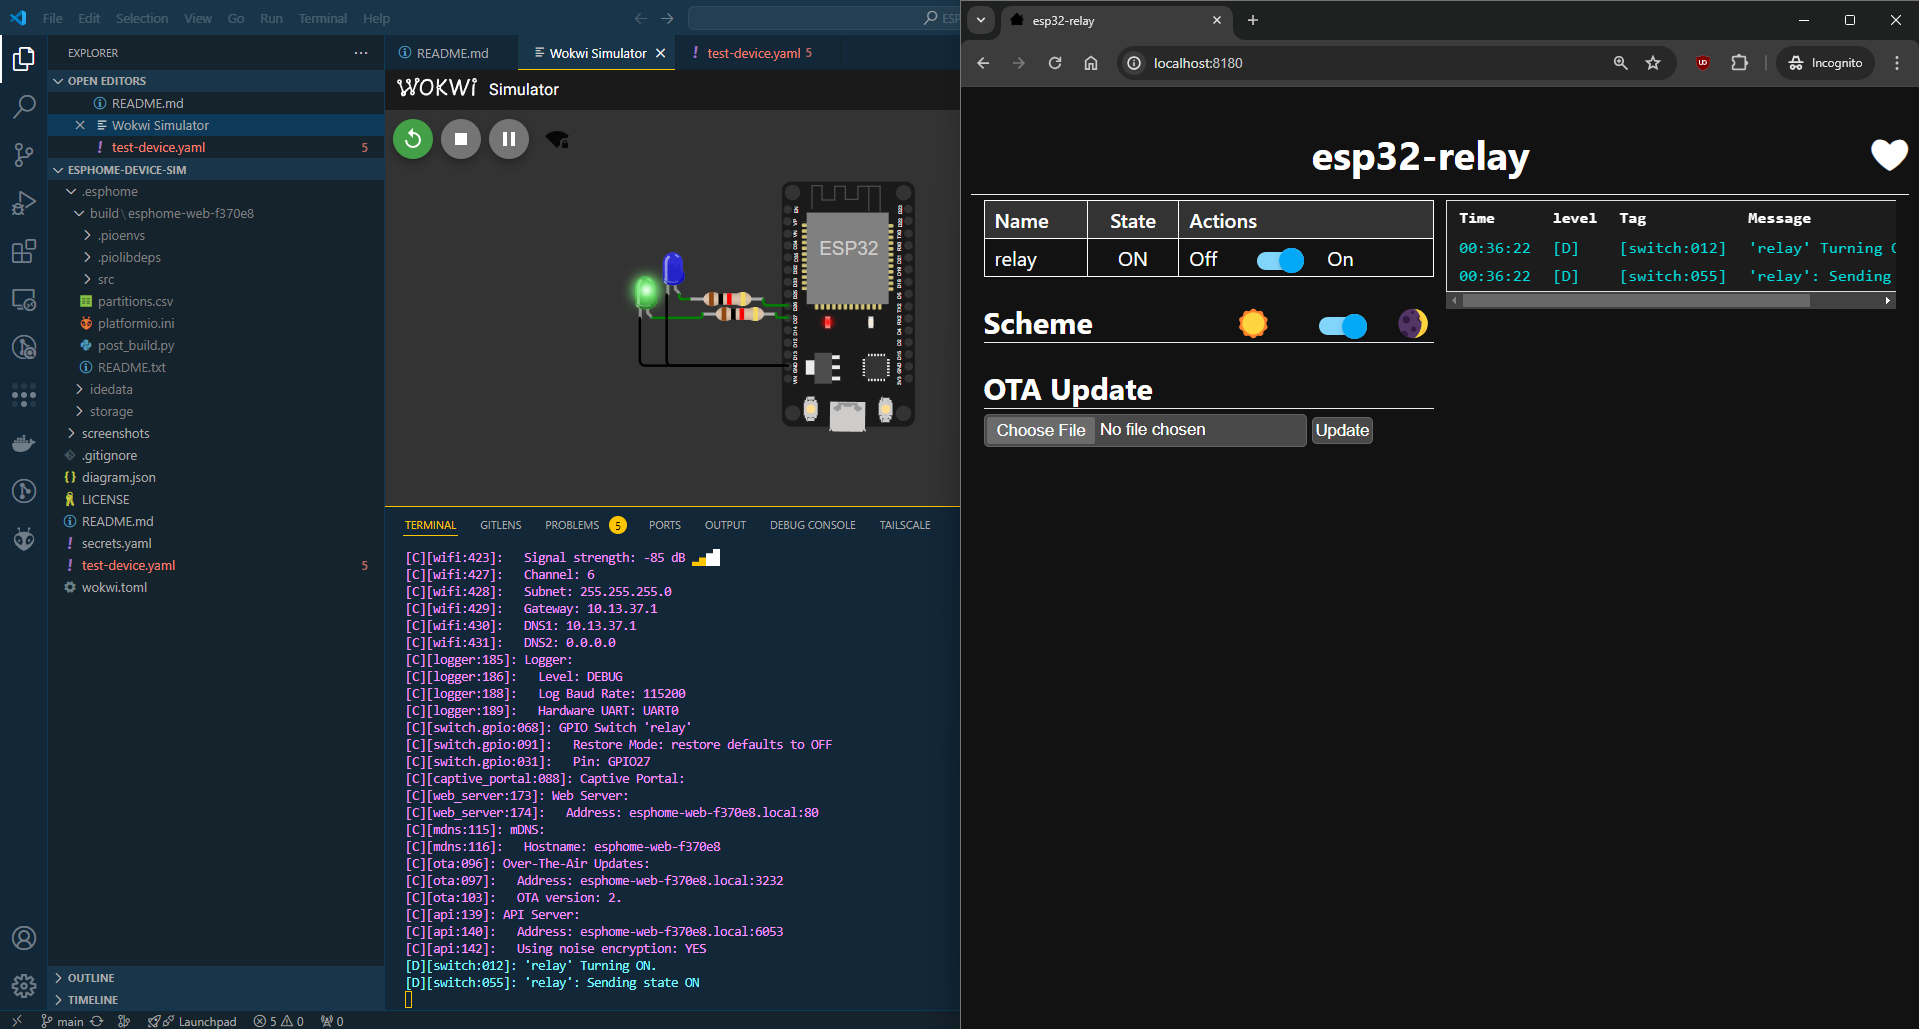 File Edit Selection View Go Run Terminal Help
EXPLORER
OPEN EDITORS
README.md
Wokwi Simulator
test-device.yaml 5
ESPHOME-DEVICE-SIM
.esphome
build\esphome-web-f370e8
.pioenvs
.piolibdeps
src
partitions.csv
platformio.ini
post_build.py
README.txt
idedata
storage
screenshots
.gitignore
diagram.json
LICENSE
README.md
secrets.yaml
test-device.yaml 5
wokwi.toml
OUTLINE
TIMELINE
README.md Wokwi Simulator test-device.yaml 5
WOKWI Simulator
ESP32
TERMINAL GITLENS PROBLEMS 5 PORTS OUTPUT DEBUG CONSOLE TAILSCALE
[C][wifi:423]: Signal strength: -85 dB
[C][wifi:427]: Channel: 6
[C][wifi:428]: Subnet: 255.255.255.0
[C][wifi:429]: Gateway: 10.13.37.1
[C][wifi:430]: DNS1: 10.13.37.1
[C][wifi:431]: DNS2: 0.0.0.0
[C][logger:185]: Logger:
[C][logger:186]: Level: DEBUG
[C][logger:188]: Log Baud Rate: 115200
[C][logger:189]: Hardware UART: UART0
[C][switch.gpio:068]: GPIO Switch 'relay'
[C][switch.gpio:091]: Restore Mode: restore defaults to OFF
[C][switch.gpio:031]: Pin: GPIO27
[C][captive_portal:088]: Captive Portal:
[C][web_server:173]: Web Server:
[C][web_server:174]: Address: esphome-web-f370e8.local:80
[C][mdns:115]: mDNS:
[C][mdns:116]: Hostname: esphome-web-f370e8
[C][ota:096]: Over-The-Air Updates:
[C][ota:097]: Address: esphome-web-f370e8.local:3232
[C][ota:103]: OTA version: 2.
[C][api:139]: API Server:
[C][api:140]: Address: esphome-web-f370e8.local:6053
[C][api:142]: Using noise encryption: YES
[D][switch:012]: 'relay' Turning ON.
[D][switch:055]: 'relay': Sending state ON
main Launchpad 5 0 0
esp32-relay
localhost:8180 Incognito
esp32-relay
Name State Actions
relay ON Off On
Scheme
OTA Update
Choose File No file chosen Update
Time level Tag Message
00:36:22 [D] [switch:012] 'relay' Turning
00:36:22 [D] [switch:055] 'relay': Sending